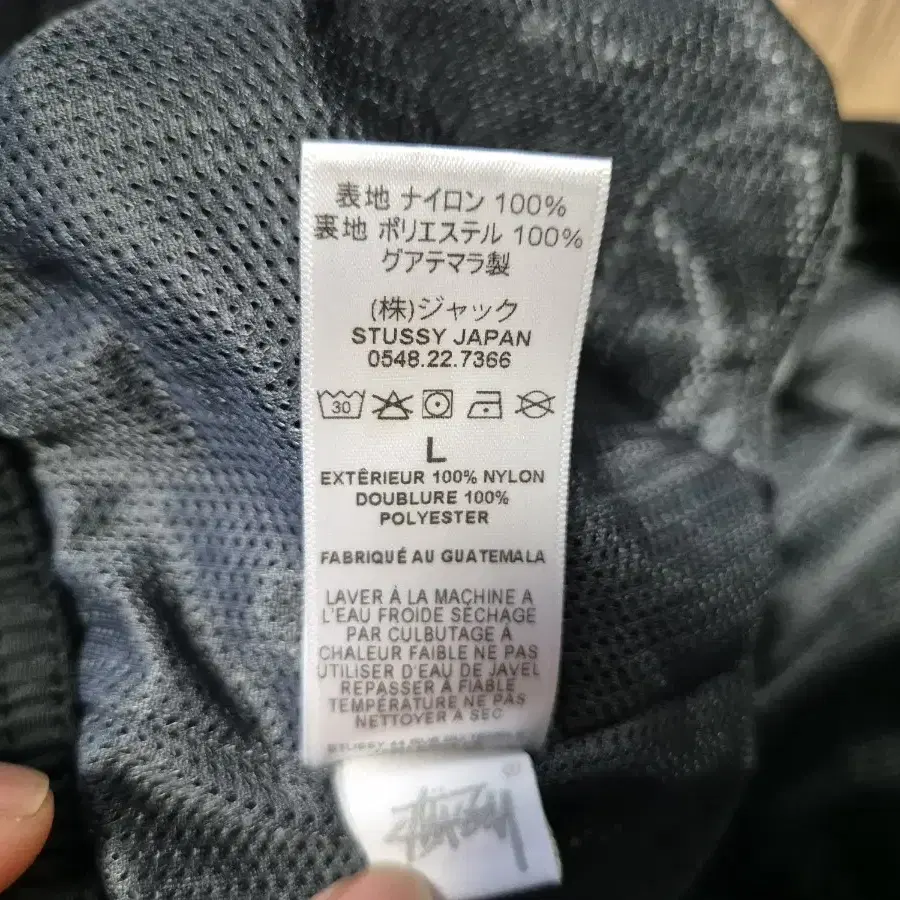 表地 ナイロン 100%
裏地 ポリエステル 100%
グアテマラ製
(株)ジャック
STUSSY JAPAN
0548.22.7366
30
L
EXTÊRIEUR 100% NYLON
DOUBLURE 100%
POLYESTER
FABRIQUÉ AU GUATEMALA
LAVER À LA MACHINE A
L'EAU FROIDE SÉCHAGE
PAR CULBUTAGE À
CHALEUR FAIBLE NE PAS
UTILISER D'EAU DE JAVEL
REPASSER À FIABLE
TEMPÉRATURE NE PAS
NETTOYER À SEC
STUSSY
STÜSSY